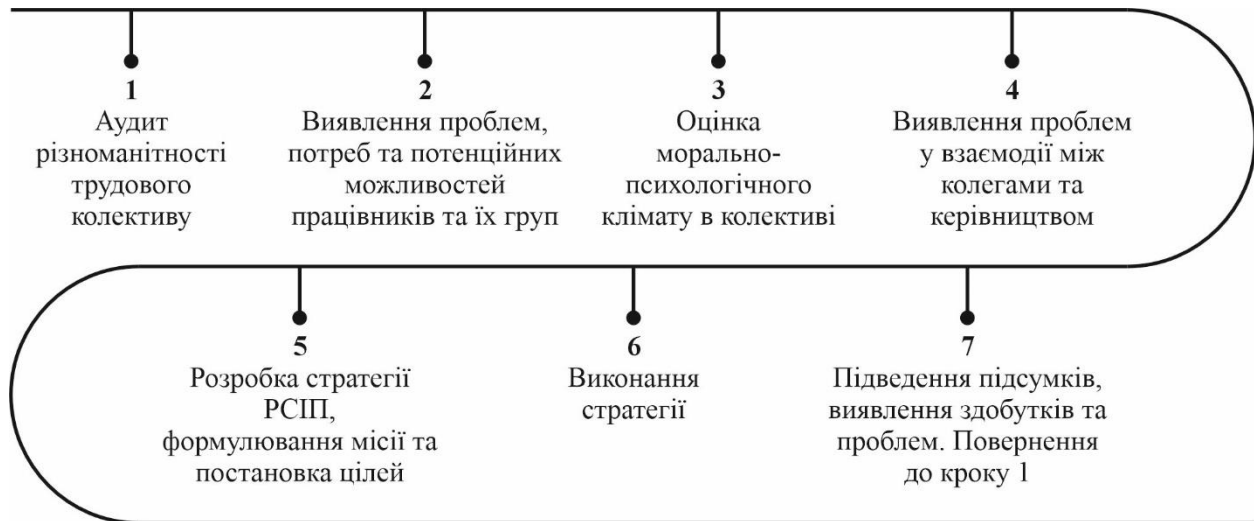 1
Аудит
різноманітності
трудового
колективу
2
Виявлення проблем,
потреб та потенційних
можливостей
працівників та їх груп
3
Оцінка
морально-
психологічного
клімату в колективі
4
Виявлення проблем
у взаємодії між
колегами та
керівництвом
5
Розробка стратегії
РСІП,
формулювання місії та
постановка цілей
6
Виконання
стратегії
7
Підведення підсумків,
виявлення здобутків та
проблем. Повернення
до кроку 1